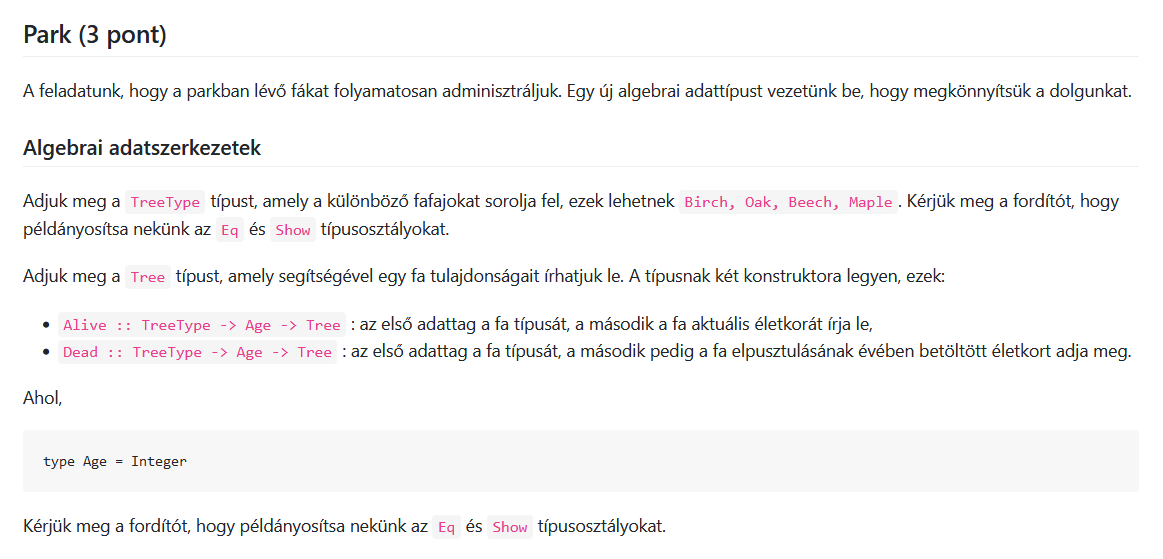 Park (3 pont)
A feladatunk, hogy a parkban lévő fákat folyamatosan adminisztráljuk. Egy új algebrai adattípust vezetünk be, hogy megkönnyítsük a dolgunkat.
Algebrai adatszerkezetek
Adjuk meg a TreeType típust, amely a különböző fafajokat sorolja fel, ezek lehetnek Birch, Oak, Beech, Maple. Kérjük meg a fordítót, hogy
példányosítsa nekünk az Eq és Show típusosztályokat.
Adjuk meg a Tree típust, amely segítségével egy fa tulajdonságait írhatjuk le. A típusnak két konstruktora legyen, ezek:
• Alive :: TreeType -> Age -> Tree : az első adattag a fa típusát, a második a fa aktuális életkorát írja le,
• Dead :: TreeType -> Age -> Tree : az első adattag a fa típusát, a második pedig a fa elpusztulásának évében betöltött életkort adja meg.
Ahol,
type Age = Integer
Kérjük meg a fordítót, hogy példányosítsa nekünk az Eq és Show típusosztályokat.